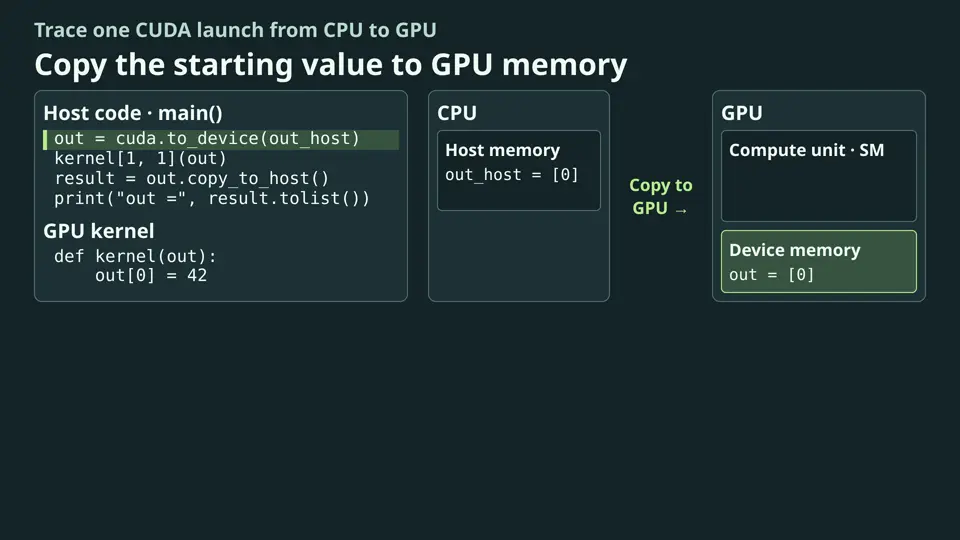 Trace one CUDA launch from CPU to GPU
Copy the starting value to GPU memory
Host code · main()
out = cuda.to_device(out_host)
kernel[1, 1](out)
result = out.copy_to_host()
print("out =", result.tolist())
GPU kernel
def kernel(out):
    out[0] = 42
CPU
Host memory
out_host = [0]
Copy to
GPU →
GPU
Compute unit · SM
Device memory
out = [0]